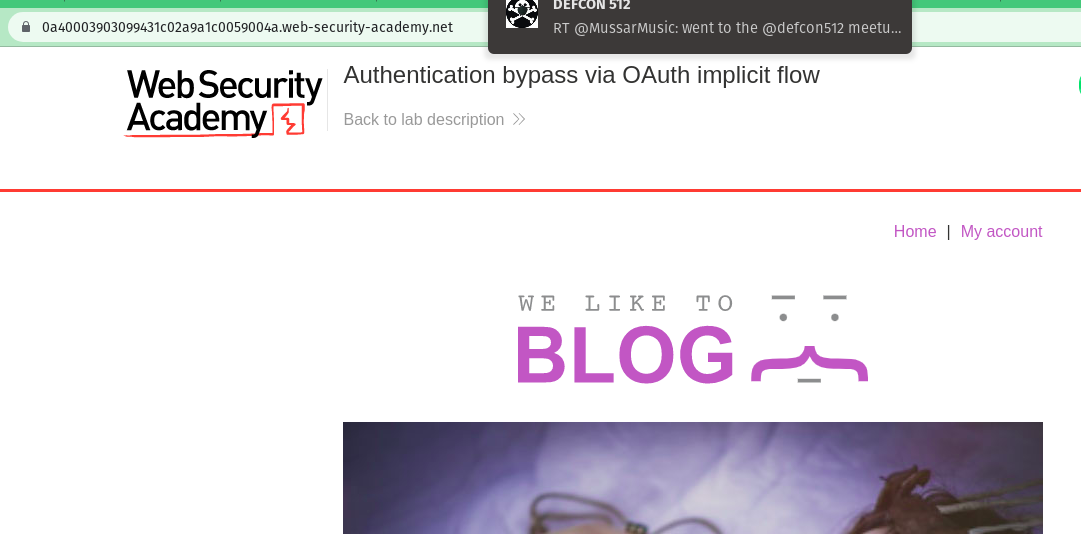 DEFCON 512
0a40003903099431c02a9a1c0059004a.web-security-academy.net
RT @MussarMusic: went to the @defcon512 meetu...
Web Security
Academy
Authentication bypass via OAuth implicit flow
Back to lab description
Home | My account
WE LIKE TO
BLOG